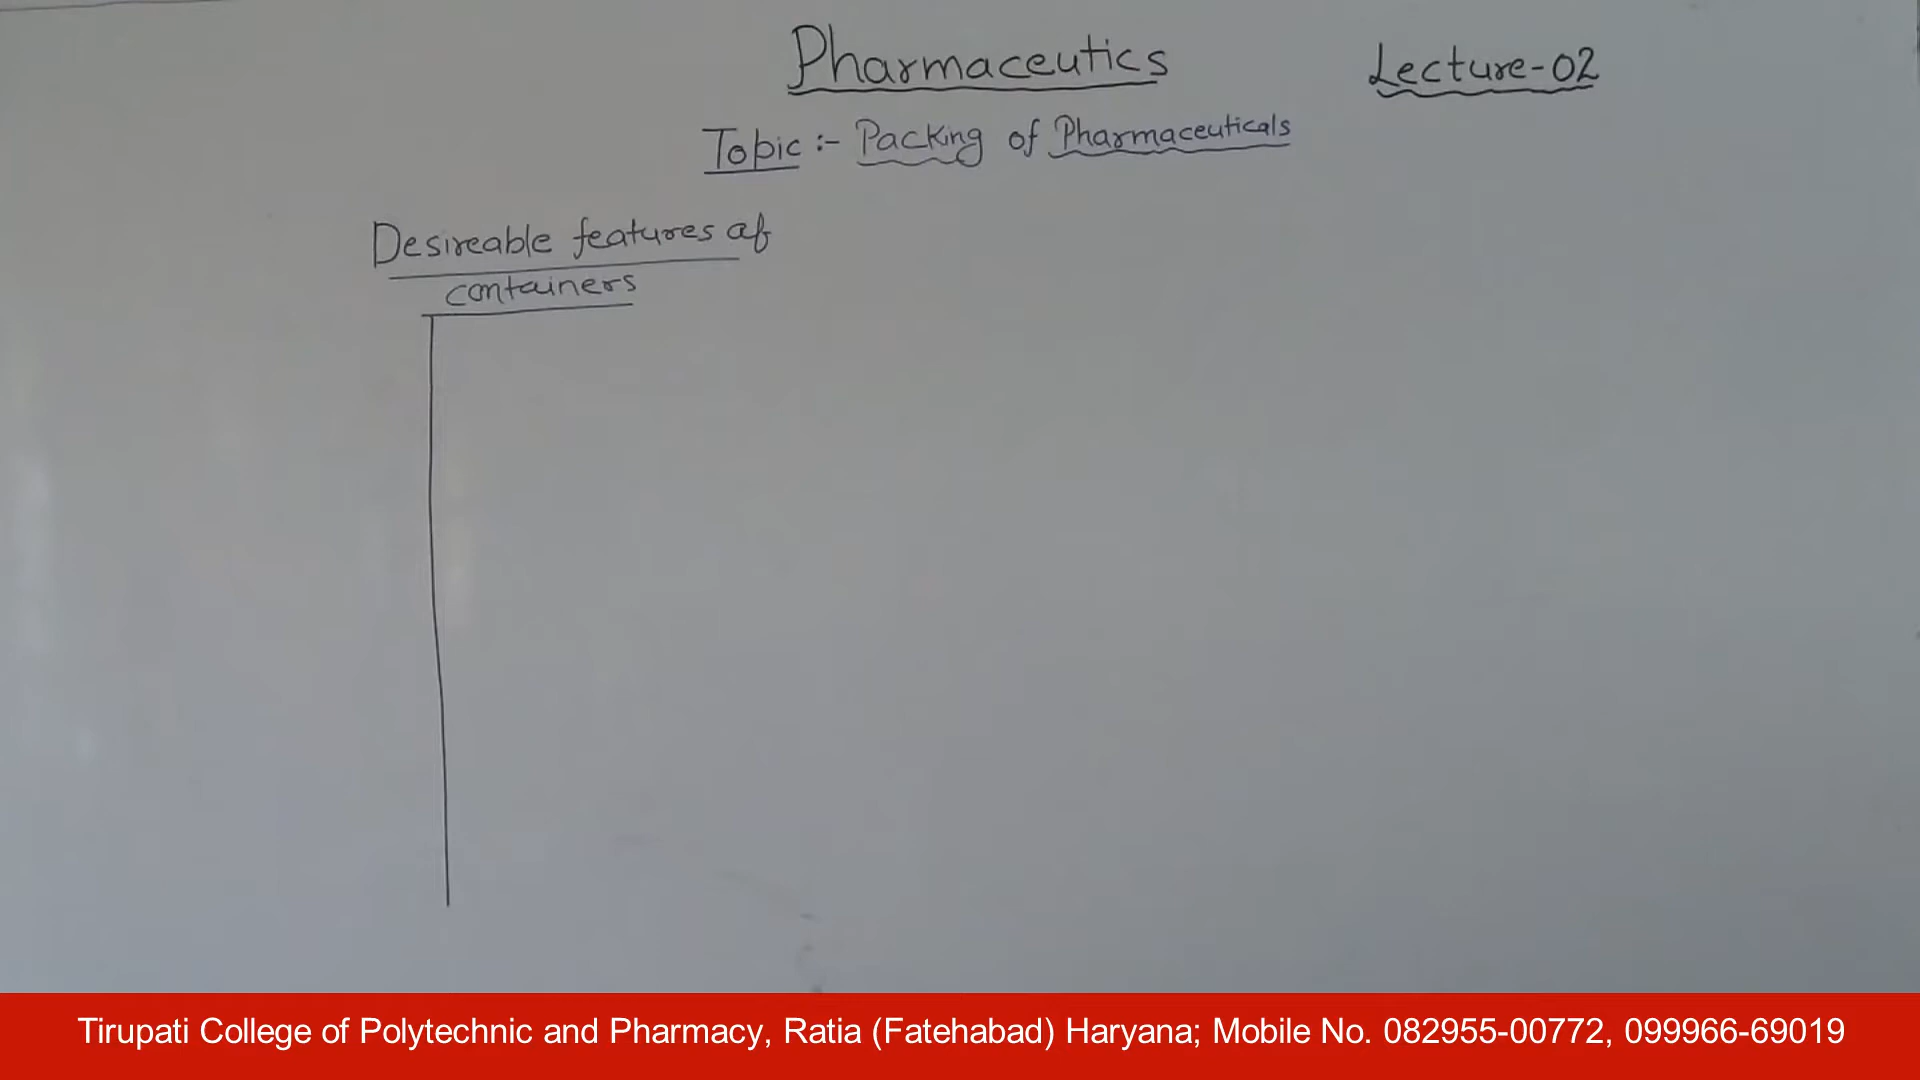 Pharmaceutics
Lecture-02
Topic :- Packing of Pharmaceuticals
Desireable features of
containers
Tirupati College of Polytechnic and Pharmacy, Ratia (Fatehabad) Haryana; Mobile No. 082955-00772, 099966-69019